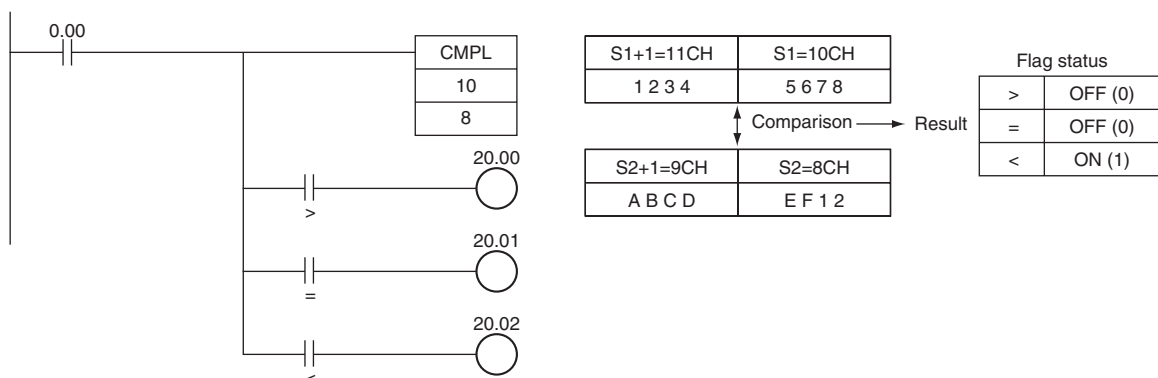 0.00
CMPL
10
8
20.00
>
20.01
=
20.02
<
S1+1=11CH S1=10CH
1 2 3 4 5 6 7 8
Comparison Result
S2+1=9CH S2=8CH
A B C D E F 1 2
Flag status
> OFF (0)
= OFF (0)
< ON (1)